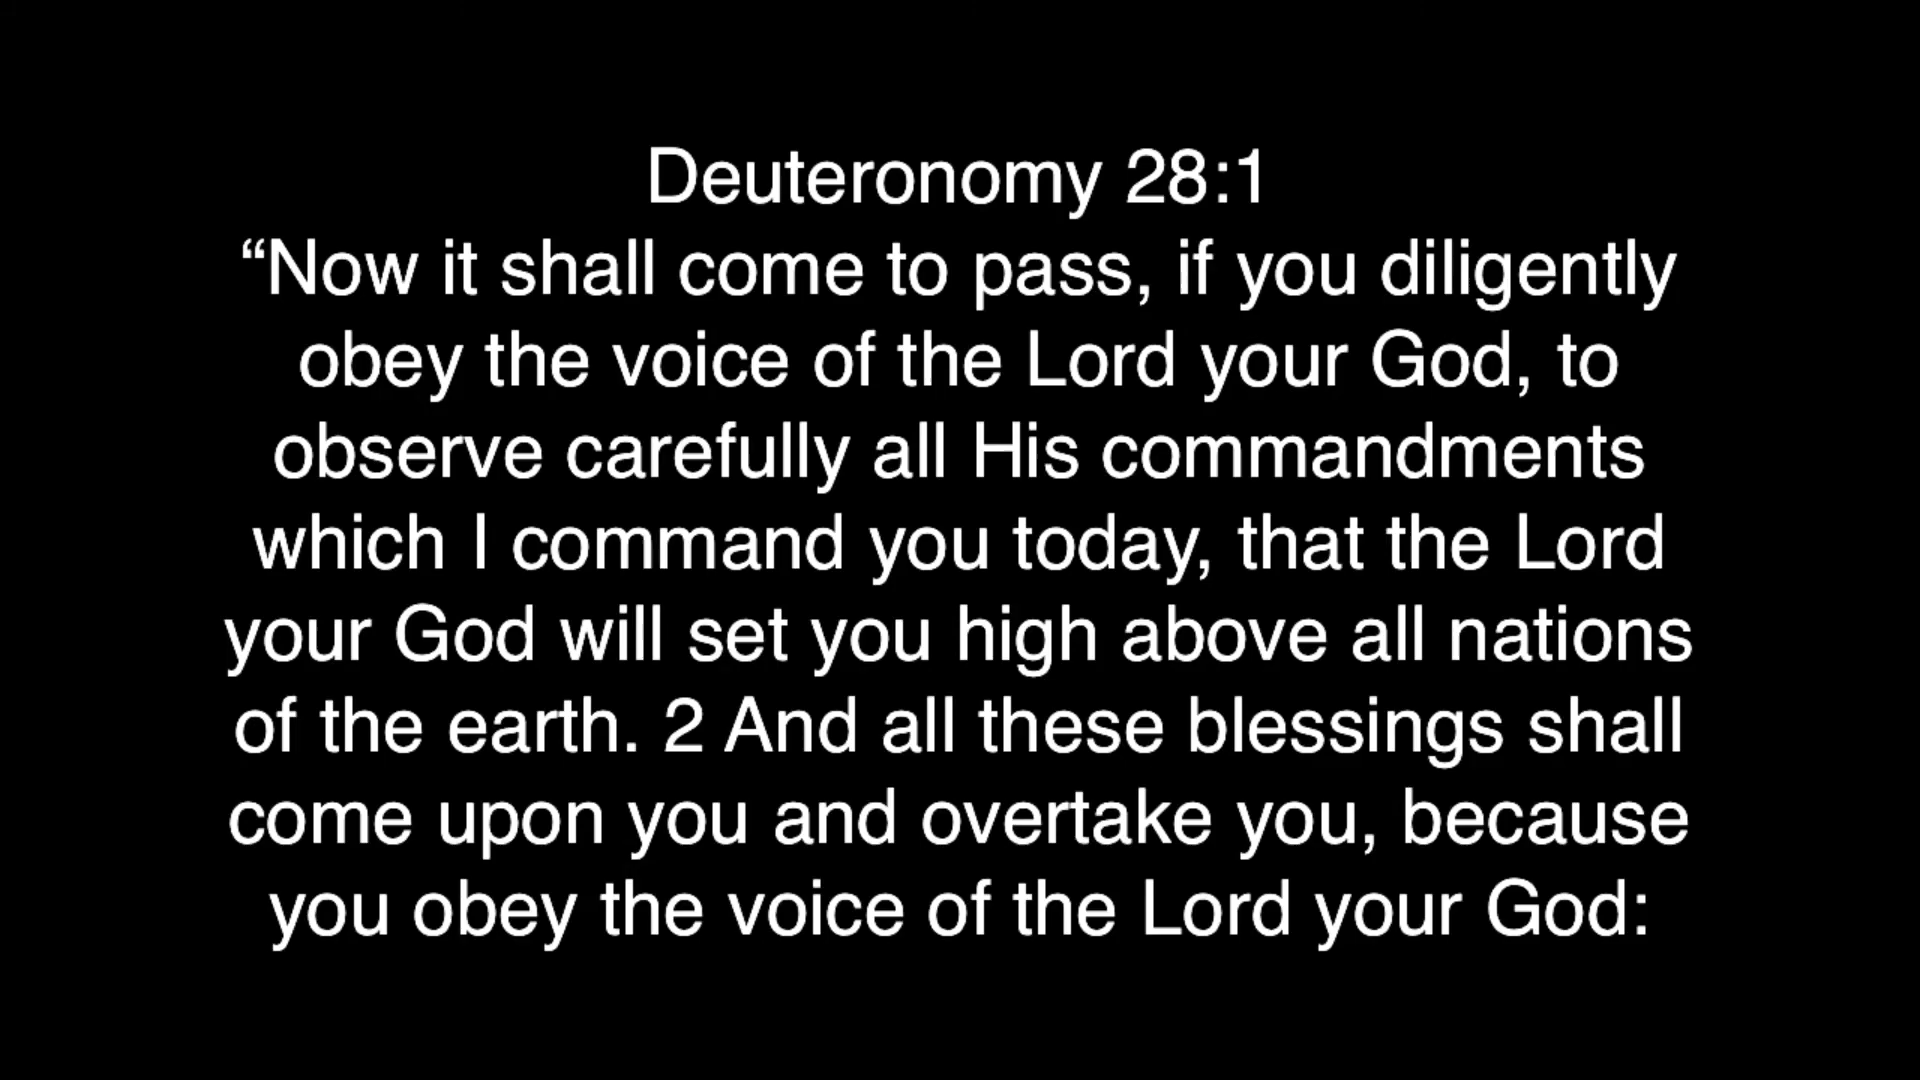 Deuteronomy 28:1
“Now it shall come to pass, if you diligently
obey the voice of the Lord your God, to
observe carefully all His commandments
which I command you today, that the Lord
your God will set you high above all nations
of the earth. 2 And all these blessings shall
come upon you and overtake you, because
you obey the voice of the Lord your God: